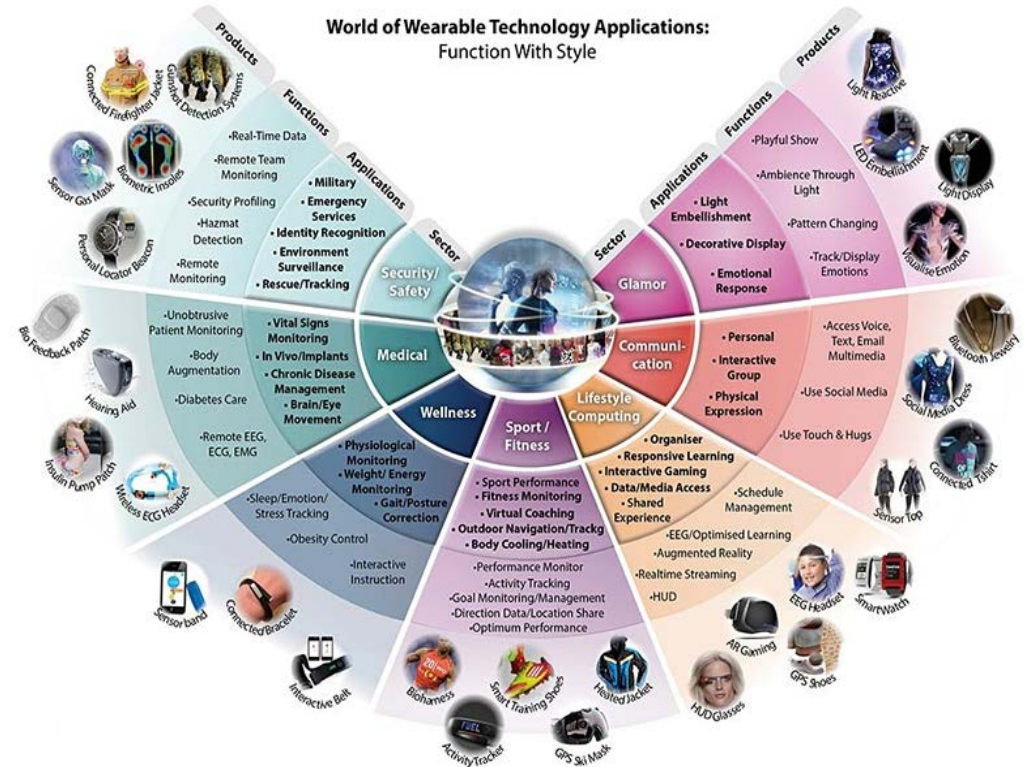 World of Wearable Technology Applications:
Function With Style
Products
Functions
Applications
Sector
Security/
Safety
• Military
• Emergency
Services
• Identity Recognition
• Environment
Surveillance
• Rescue/Tracking
•Real-Time Data
•Remote Team
Monitoring
•Security Profiling
•Hazmat
Detection
•Remote
Monitoring
Connected Firefighter Jacket
Gunshot Detection Systems
Sensor Gas Mask
Biometric Insoles
Personal Locator Beacon
Medical
• Vital Signs
Monitoring
• In Vivo/Implants
• Chronic Disease
Management
• Brain/Eye
Movement
•Unobtrusive
Patient Monitoring
•Body
Augmentation
•Diabetes Care
•Remote EEG,
ECG, EMG
Bio Feedback Patch
Hearing Aid
Insulin Pump Patch
Wireless ECG Headset
Wellness
• Physiological
Monitoring
• Weight/ Energy
Monitoring
• Gait/Posture
Correction
•Sleep/Emotion/
Stress Tracking
•Obesity Control
•Interactive
Instruction
Sensorband
Connected Bracelet
Interactive Belt
Sport /
Fitness
• Sport Performance
• Fitness Monitoring
• Virtual Coaching
• Outdoor Navigation/Trackg
• Body Cooling/Heating
•Performance Monitor
•Activity Tracking
•Goal Monitoring/Management
•Direction Data/Location Share
•Optimum Performance
Bioharness
Smart Training Shoes
Heated Jacket
Activity Tracker
FUEL
GPS Ski Mask
Lifestyle
Computing
• Organiser
• Responsive Learning
• Interactive Gaming
• Data/Media Access
• Shared
Experience
•Schedule
Management
•EEG/Optimised Learning
•Augmented Reality
•Realtime Streaming
•HUD
EEG Headset
SmartWatch
AR Gaming
GPS Shoes
HUD Glasses
Communi-
cation
• Personal
• Interactive
Group
• Physical
Expression
•Access Voice,
Text, Email
Multimedia
•Use Social Media
•Use Touch & Hugs
Bluetooth Jewelry
Social Media Dress
Connected Tshirt
Sensor Top
Products
Functions
Applications
Sector
Glamor
• Light
Embellishment
• Decorative Display
• Emotional
Response
•Playful Show
•Ambience Through
Light
•Pattern Changing
•Track/Display
Emotions
Light Reactive
LED Embellishment
Light Display
Visualise Emotion